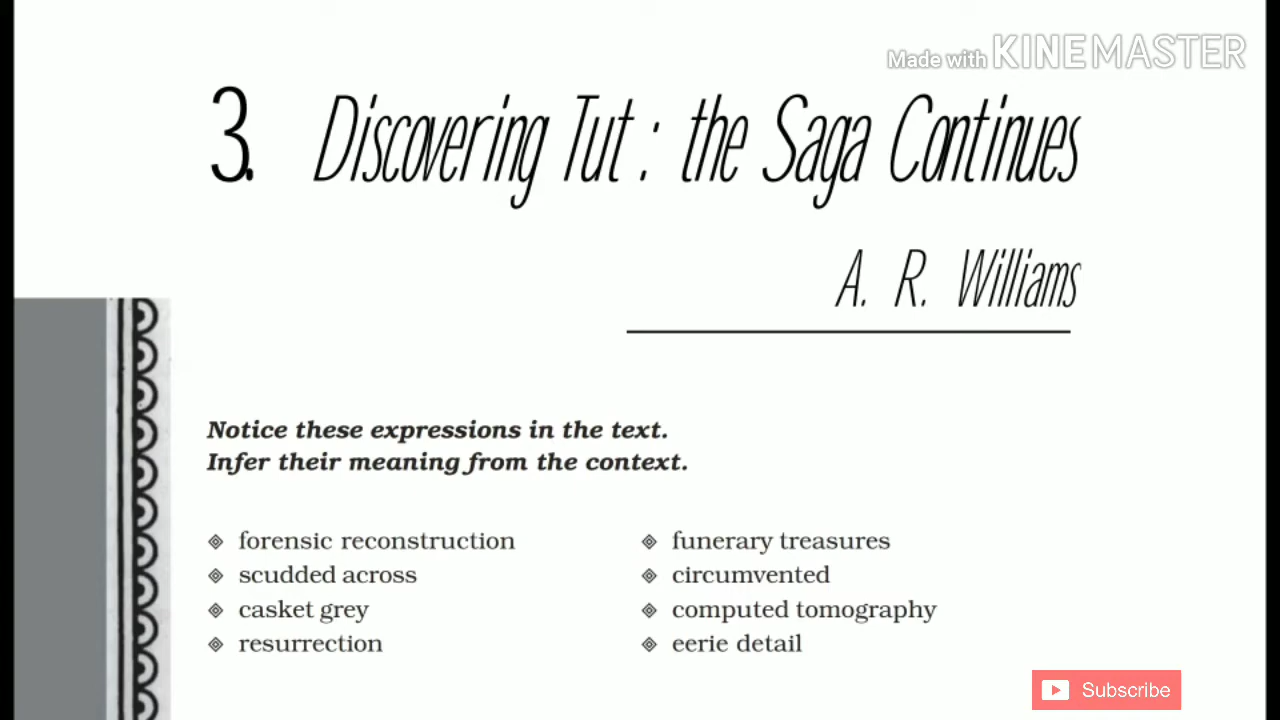 Made with KINEMASTER
3. Discovering Tut : the Saga Continues
A. R. Williams
Notice these expressions in the text.
Infer their meaning from the context.
forensic reconstruction
scudded across
casket grey
resurrection
funerary treasures
circumvented
computed tomography
eerie detail
Subscribe